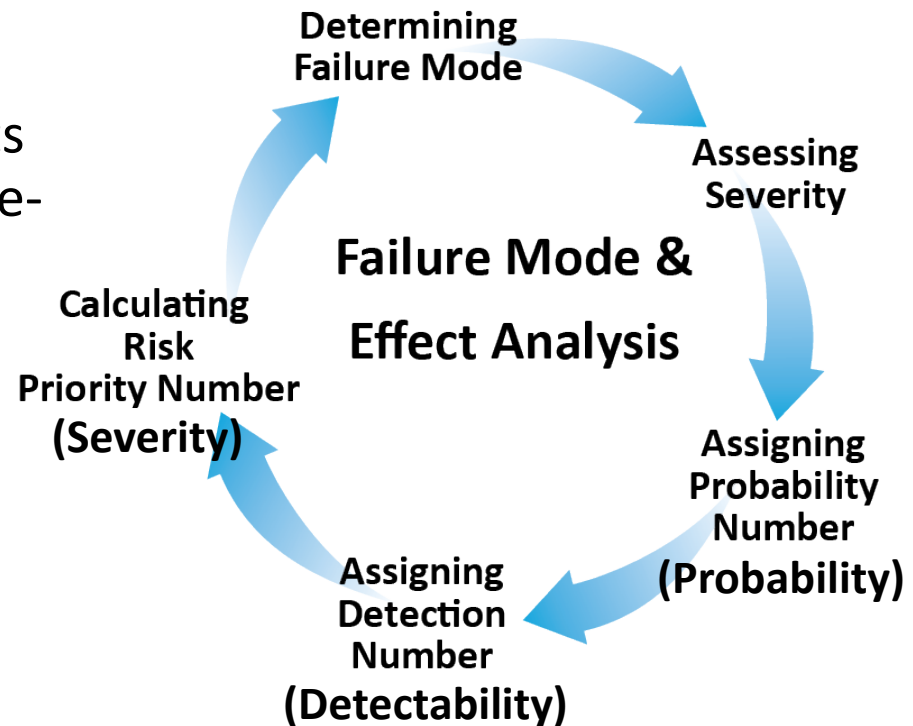 Determining
Failure Mode
s
e-
Assessing
Severity
Failure Mode &
Effect Analysis
Calculating
Risk
Priority Number
(Severity)
Assigning
Probability
Number
(Probability)
Assigning
Detection
Number
(Detectability)